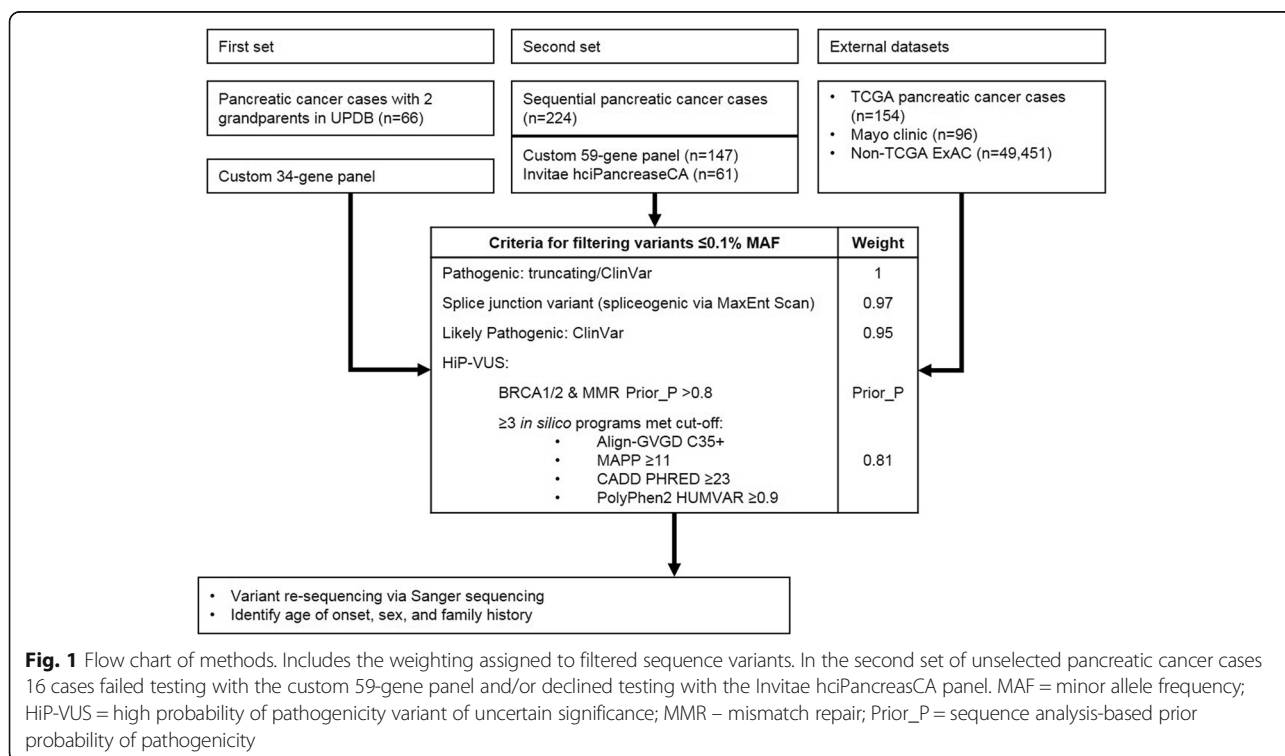 First set
Second set
External datasets
Pancreatic cancer cases with 2
grandparents in UPDB (n=66)
Sequential pancreatic cancer cases
(n=224)
• TCGA pancreatic cancer cases
(n=154)
• Mayo clinic (n=96)
• Non-TCGA ExAC (n=49,451)
Custom 34-gene panel
Custom 59-gene panel (n=147)
Invitae hciPancreaseCA (n=61)
Criteria for filtering variants ≤0.1% MAF Weight
Pathogenic: truncating/ClinVar 1
Splice junction variant (spliceogenic via MaxEnt Scan) 0.97
Likely Pathogenic: ClinVar 0.95
HiP-VUS:
BRCA1/2 & MMR Prior_P >0.8 Prior_P
≥3 in silico programs met cut-off:
• Align-GVGD C35+
• MAPP ≥11 0.81
• CADD PHRED ≥23
• PolyPhen2 HUMVAR ≥0.9
• Variant re-sequencing via Sanger sequencing
• Identify age of onset, sex, and family history
Fig. 1 Flow chart of methods. Includes the weighting assigned to filtered sequence variants. In the second set of unselected pancreatic cancer cases
16 cases failed testing with the custom 59-gene panel and/or declined testing with the Invitae hciPancreasCA panel. MAF = minor allele frequency;
HiP-VUS = high probability of pathogenicity variant of uncertain significance; MMR – mismatch repair; Prior_P = sequence analysis-based prior
probability of pathogenicity